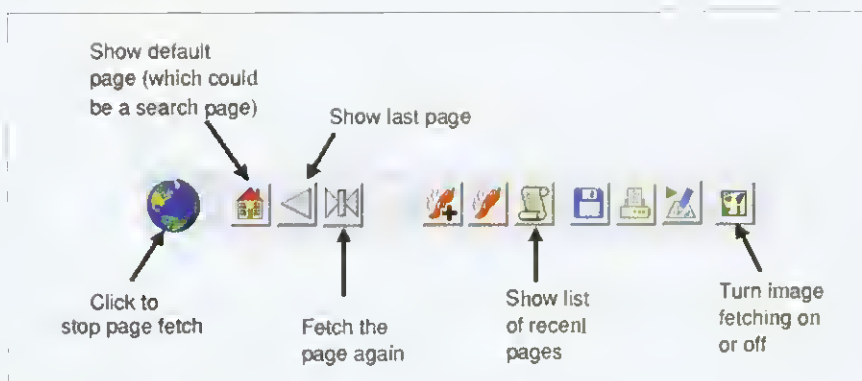 Show default
page (which could
be a search page)
Show last page
Click to
stop page fetch
Fetch the
page again
Show list
of recent
pages
Turn image
fetching on
or off